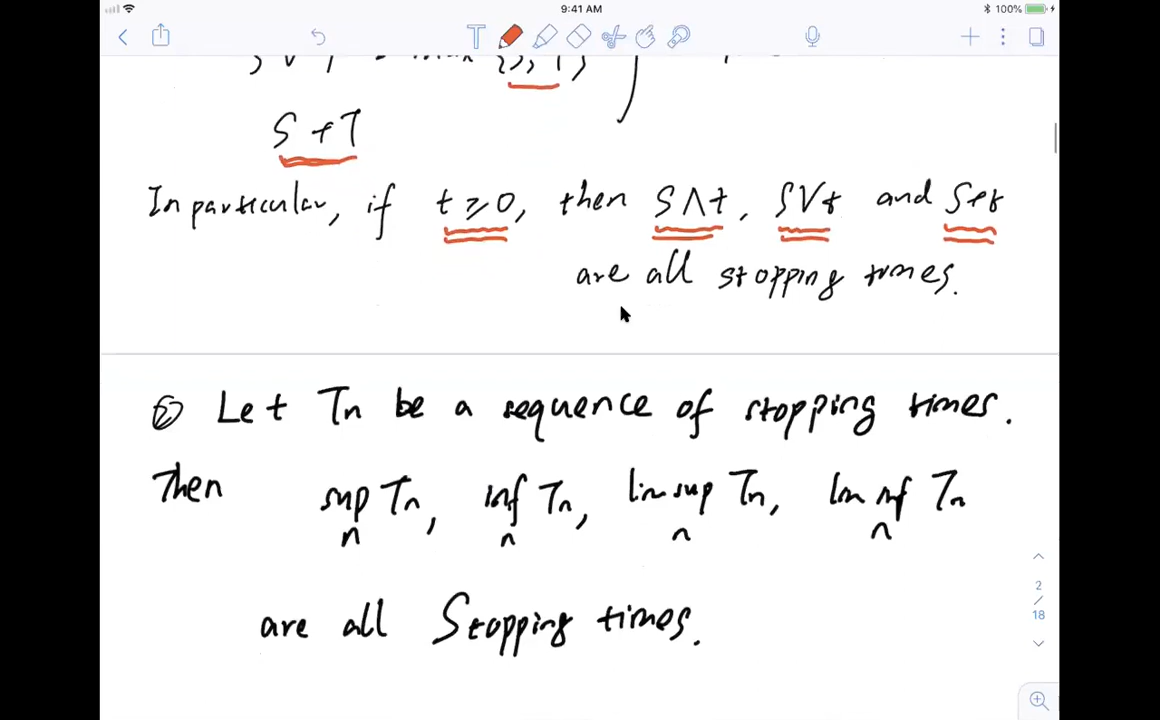 9:41 AM
100%
S ∨ T = max {S, T}
S + T
In particular, if t ⩾ 0, then S ∧ t, S ∨ t and S + t
are all stopping times.
② Let Tn be a sequence of stopping times.
Then sup Tn, inf Tn, lim sup Tn, lim inf Tn
n n n n
are all Stopping times.
2
/
18